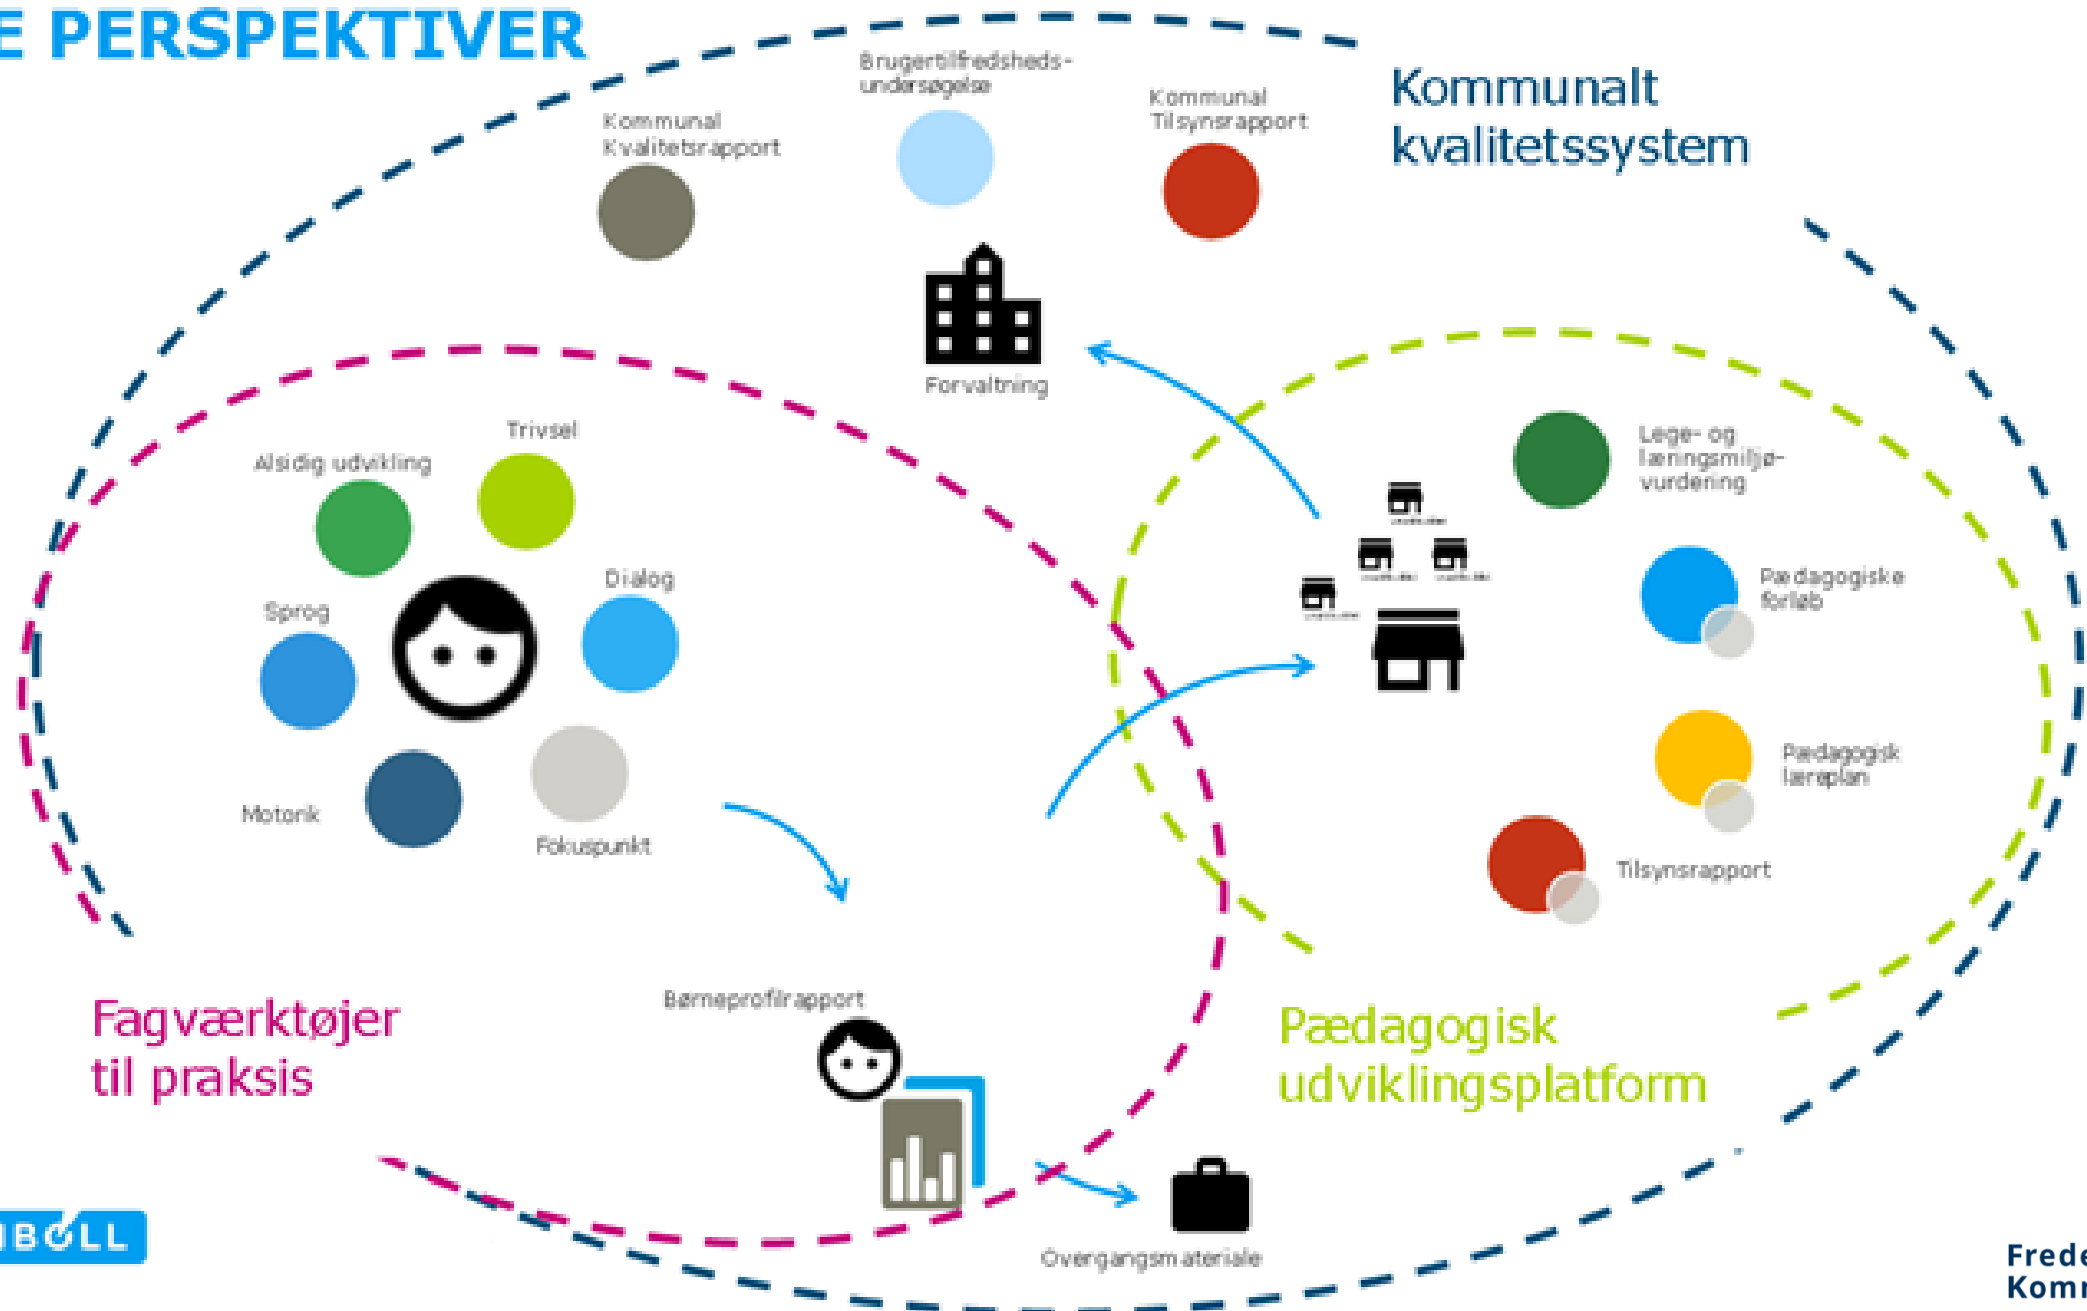 E PERSPEKTIVER
Kommunalt
kvalitetssystem
Brugertilfredsheds-
undersøgelse
Kommunal
Tilsynsrapport
Kommunal
Kvalitetsrapport
Forvaltning
Trivsel
Alsidig udvikling
Dialog
Sprog
Motorik
Fokuspunkt
Lege- og
læringsmiljø-
vurdering
Pædagogiske
forløb
Pædagogisk
læreplan
Tilsynsrapport
Børneprofilrapport
Fagværktøjer
til praksis
Pædagogisk
udviklingsplatform
Overgangsmateriale
BOLL
Frede
Komm